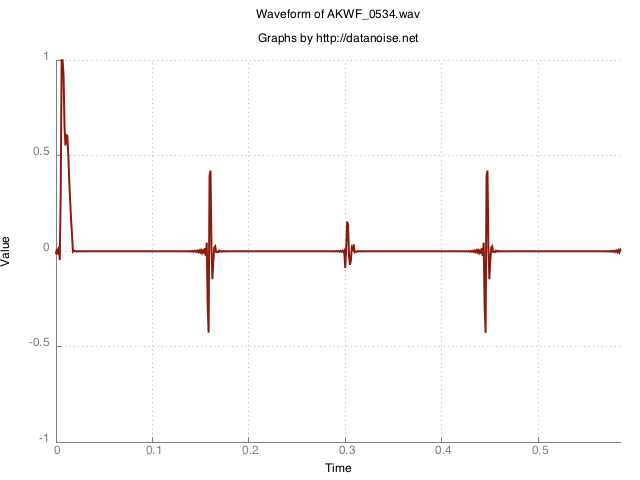 Waveform of AKWF_0534.wav
Graphs by http://datanoise.net
1
0.5
0
-0.5
-1
Value
0 0.1 0.2 0.3 0.4 0.5
Time